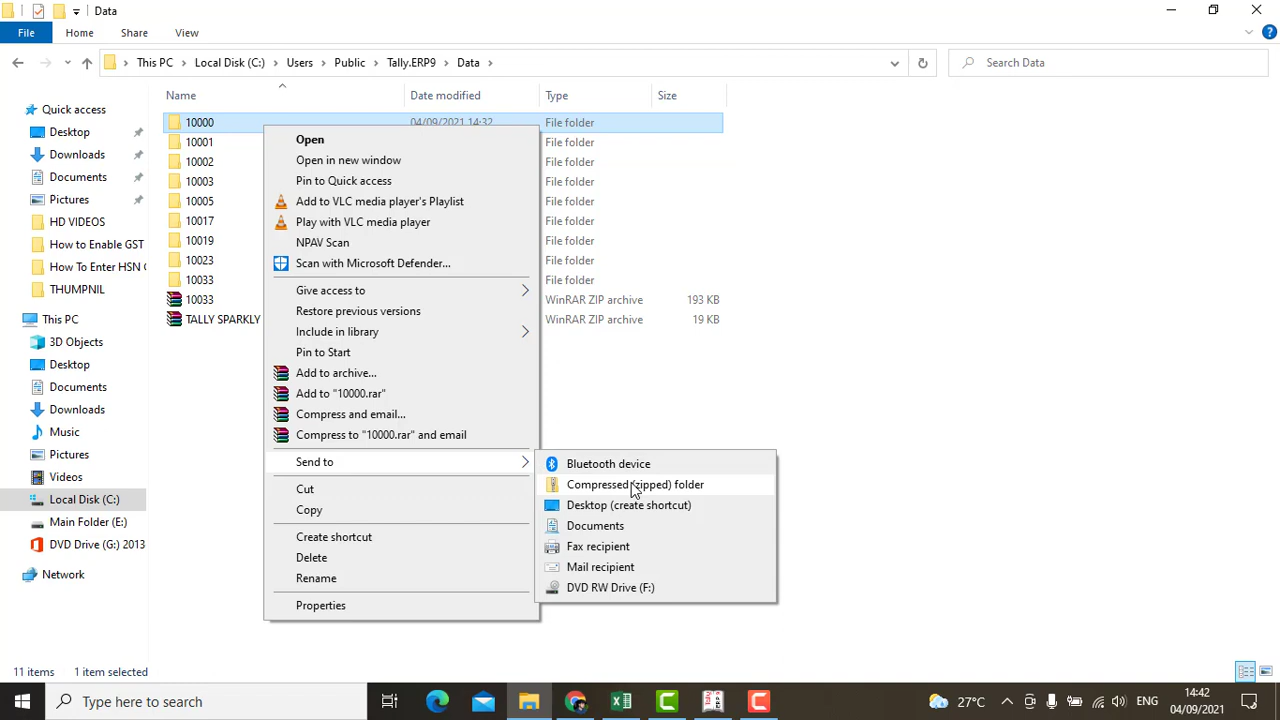 Data
File
Home
Share
View
This PC
Local Disk (C:)
Users
Public
Tally.ERP9
Data
Search Data
Name
Date modified
Type
Size
Quick access
Desktop
Downloads
Documents
Pictures
HD VIDEOS
How to Enable GST
How To Enter HSN C
THUMPNIL
This PC
3D Objects
Desktop
Documents
Downloads
Music
Pictures
Videos
Local Disk (C:)
Main Folder (E:)
DVD Drive (G:) 2013
Network
10000 04/09/2021 14:32 File folder
10001 File folder
10002 File folder
10003 File folder
10005 File folder
10017 File folder
10019 File folder
10023 File folder
10033 File folder
10033 WinRAR ZIP archive 193 KB
TALLY SPARKLY WinRAR ZIP archive 19 KB
Open
Open in new window
Pin to Quick access
Add to VLC media player's Playlist
Play with VLC media player
NPAV Scan
Scan with Microsoft Defender...
Give access to
Restore previous versions
Include in library
Pin to Start
Add to archive...
Add to "10000.rar"
Compress and email...
Compress to "10000.rar" and email
Send to
Cut
Copy
Create shortcut
Delete
Rename
Properties
Bluetooth device
Compressed (zipped) folder
Desktop (create shortcut)
Documents
Fax recipient
Mail recipient
DVD RW Drive (F:)
11 items
1 item selected
Type here to search
27°C
ENG
14:42
04/09/2021